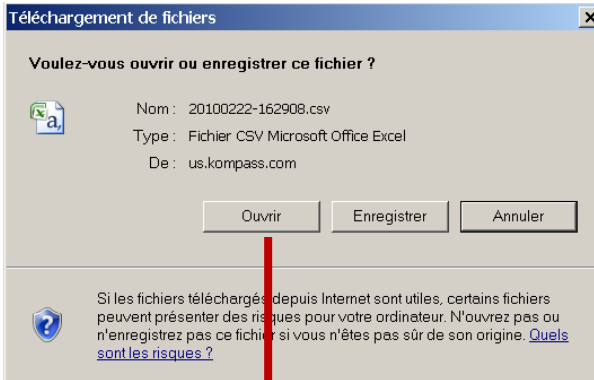 Téléchargement de fichiers
Voulez-vous ouvrir ou enregistrer ce fichier ?
Nom : 20100222-162908.csv
Type : Fichier CSV Microsoft Office Excel
De : us.kompass.com
Ouvrir Enregistrer Annuler
Si les fichiers téléchargés depuis Internet sont utiles, certains fichiers
peuvent présenter des risques pour votre ordinateur. N'ouvrez pas ou
n'enregistrez pas ce fichier si vous n'êtes pas sûr de son origine. Quels
sont les risques ?